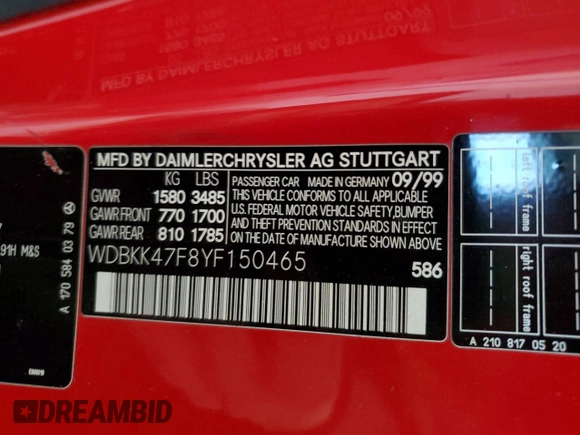 MFD BY DAIMLERCHRYSLER AG STUTTGART
KG LBS
GVWR 1580 3485
GAWR FRONT 770 1700
GAWR REAR 810 1785
PASSENGER CAR MADE IN GERMANY 09/99
THIS VEHICLE CONFORMS TO ALL APPLICABLE
U.S. FEDERAL MOTOR VEHICLE SAFETY, BUMPER
AND THEFT PREVENTION STANDARDS IN EFFECT
ON THE DATE OF MANUFACTURE SHOWN ABOVE.
WDBKK47F8YF150465
586
.91H M&S
A 170 584 03 79
left roof frame
right roof frame
A 210 817 05 20
DREAMBID